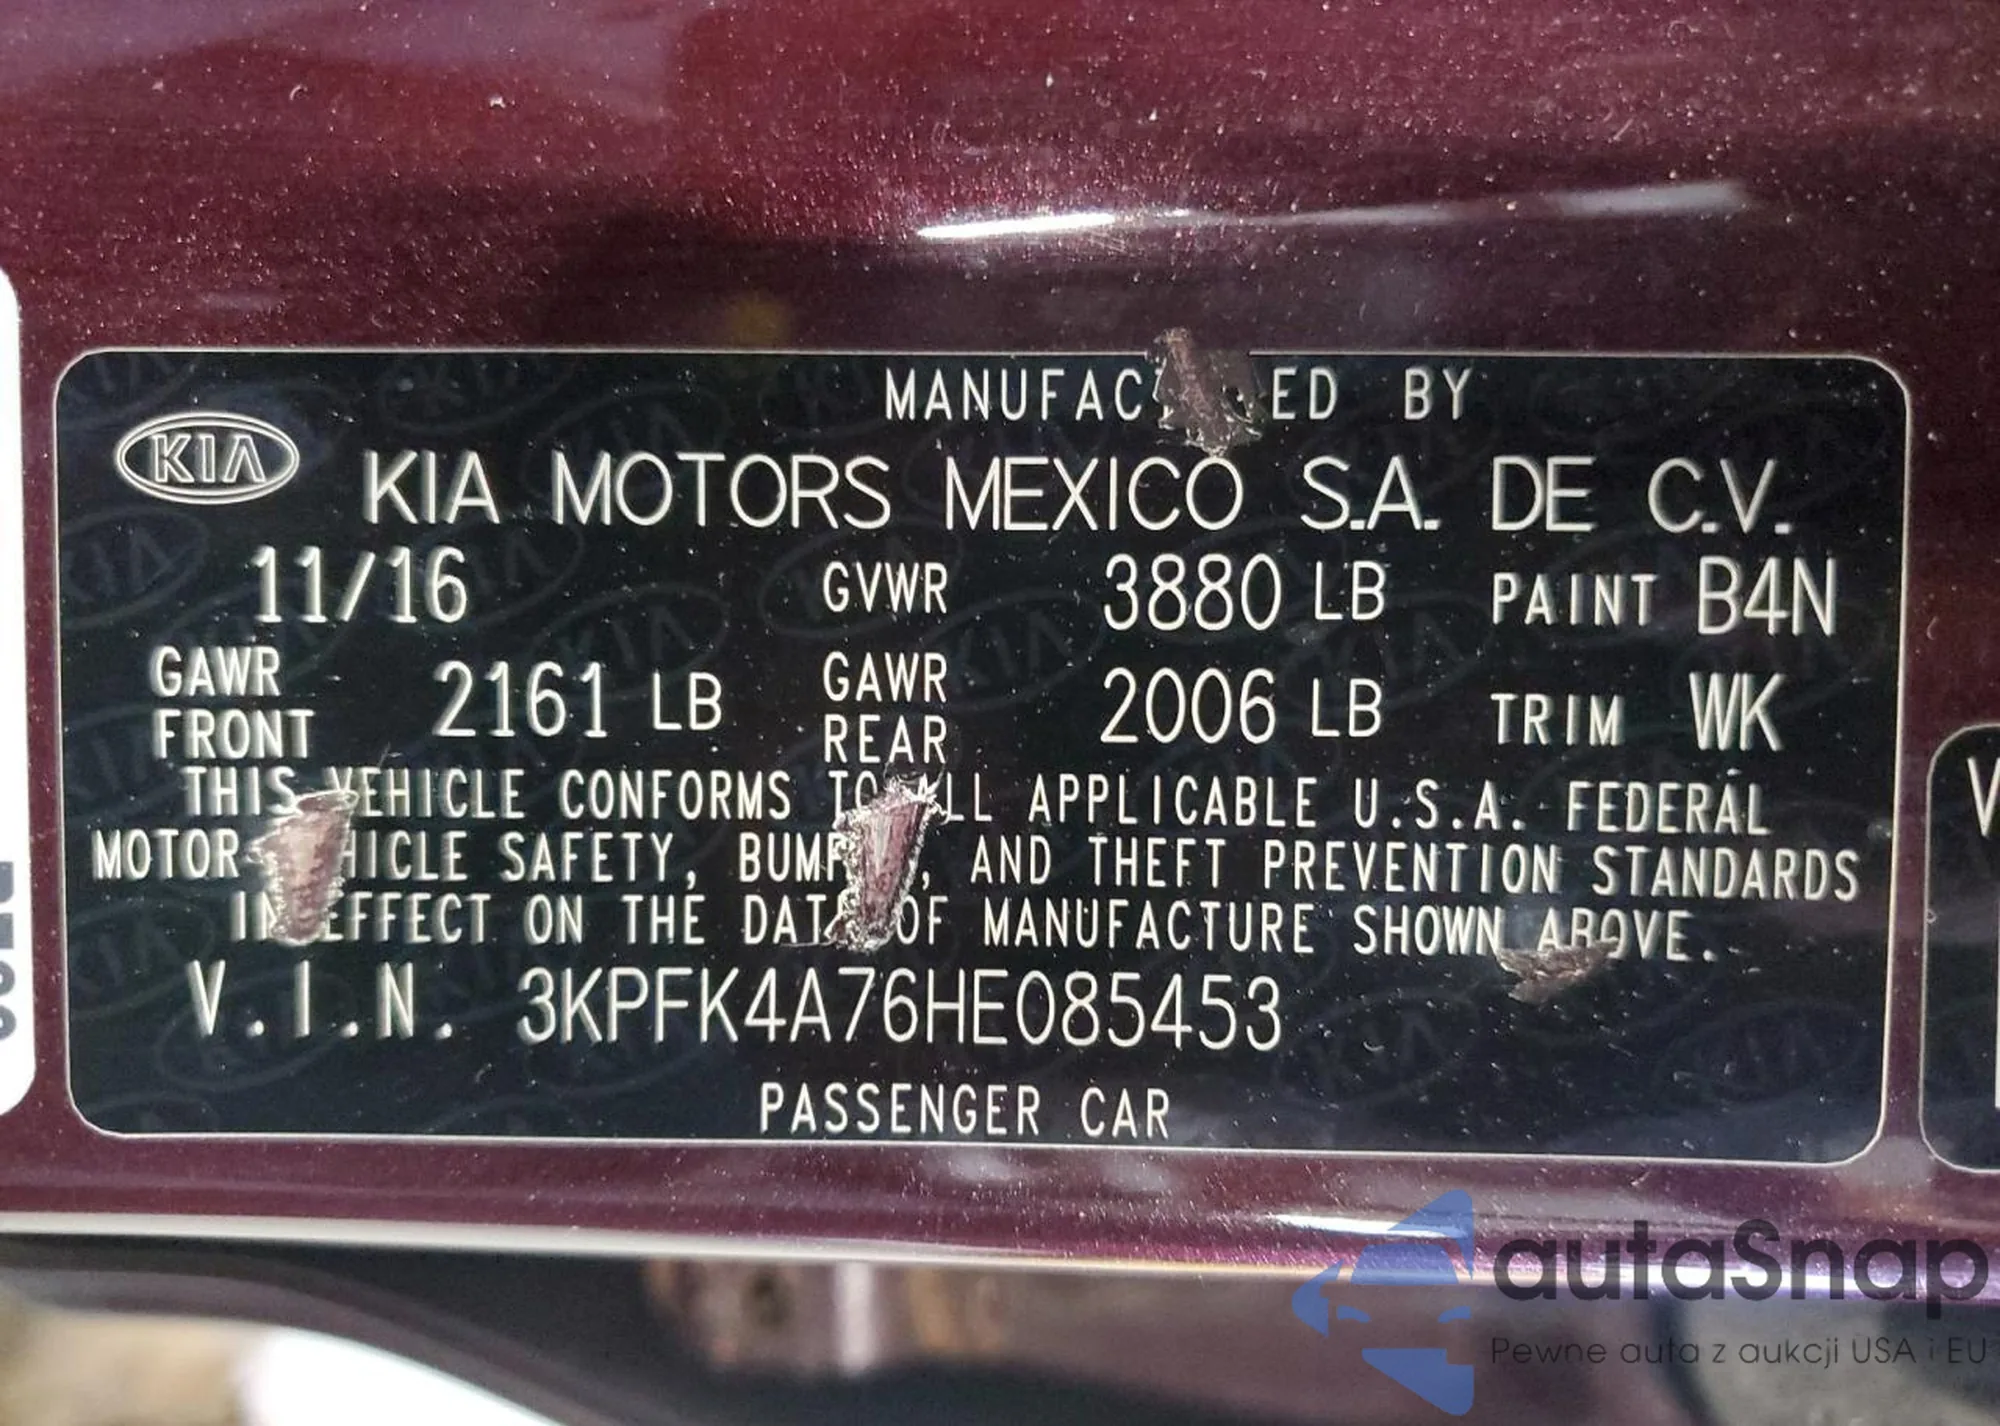 MANUFAC ED BY
KIA
KIA MOTORS MEXICO S.A. DE C.V.
11/16 GVWR 3880 LB PAINT B4N
GAWR FRONT 2161 LB GAWR REAR 2006 LB TRIM WK
THIS VEHICLE CONFORMS TO ALL APPLICABLE U.S.A. FEDERAL
MOTOR HICLE SAFETY, BUMP , AND THEFT PREVENTION STANDARDS
IN EFFECT ON THE DATE OF MANUFACTURE SHOWN ABOVE.
V.I.N. 3KPFK4A76HE085453
PASSENGER CAR
V
autaSnap
Pewne auta z aukcji USA i EU